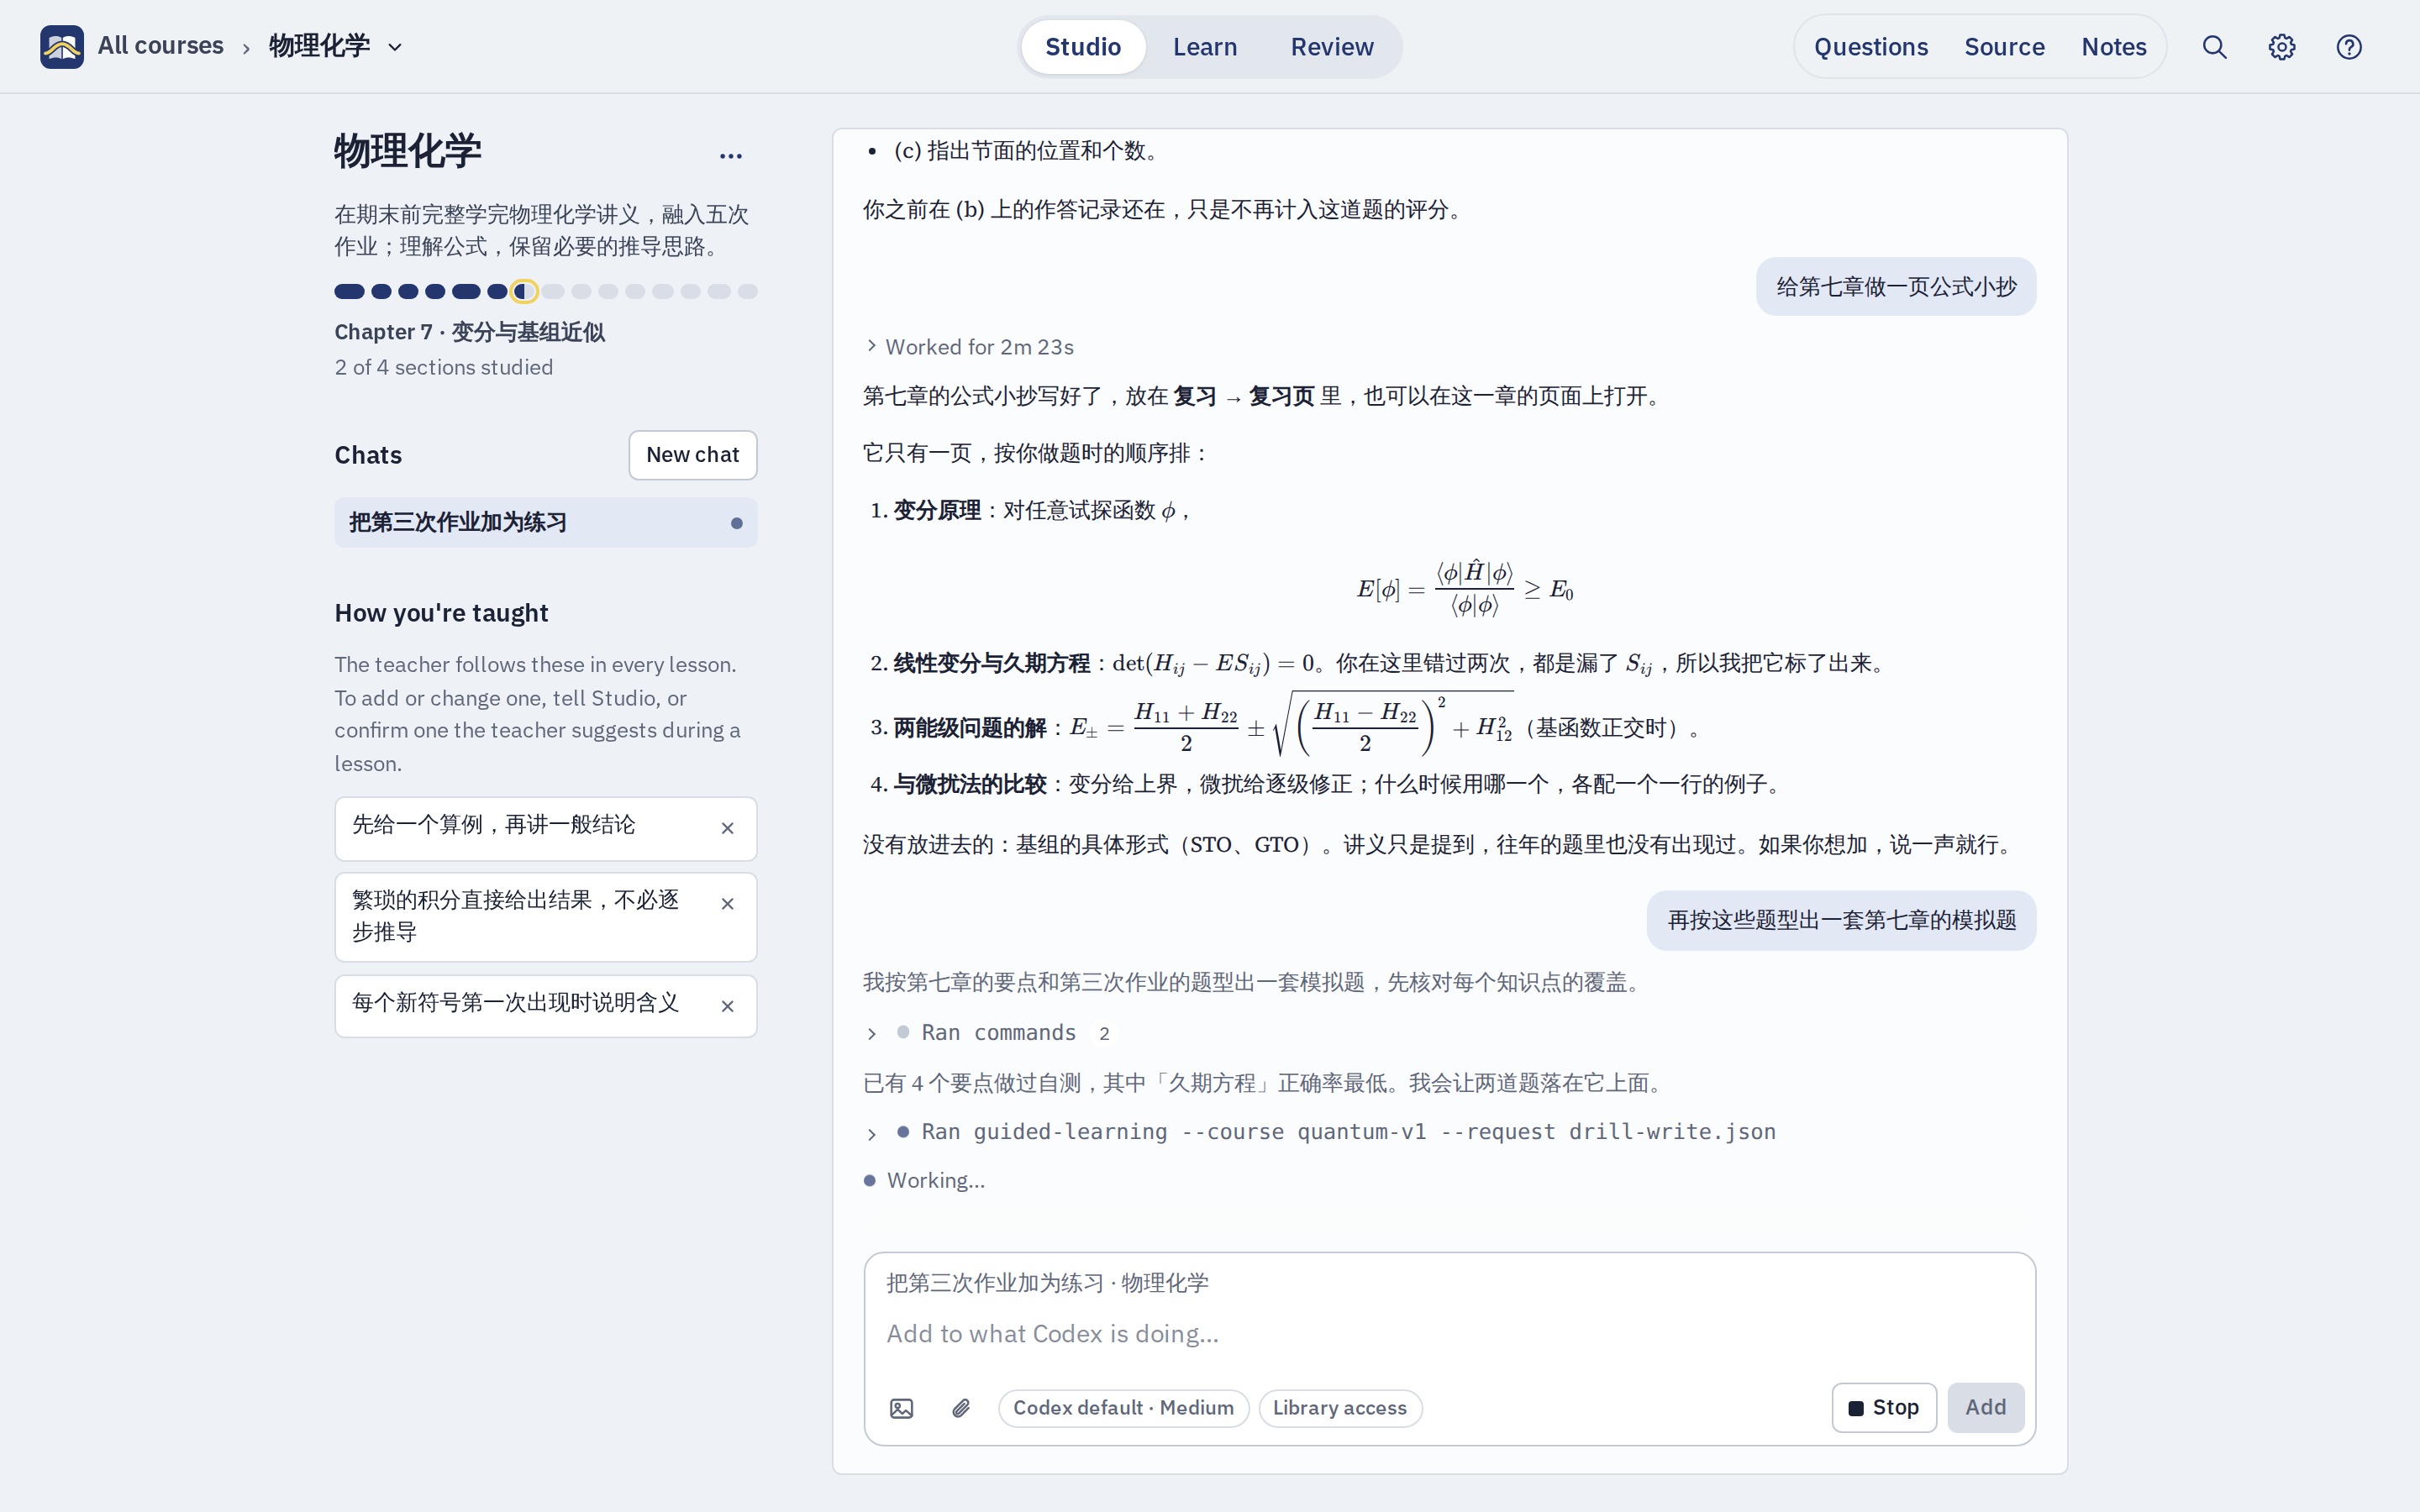 All courses › 物理化学
Studio
Learn
Review
Questions
Source
Notes
物理化学
在期末前完整学完物理化学讲义，融入五次
作业；理解公式，保留必要的推导思路。
Chapter 7 · 变分与基组近似
2 of 4 sections studied
Chats
New chat
把第三次作业加为练习
How you're taught
The teacher follows these in every lesson.
To add or change one, tell Studio, or
confirm one the teacher suggests during a
lesson.
先给一个算例，再讲一般结论
繁琐的积分直接给出结果，不必逐
步推导
每个新符号第一次出现时说明含义
• (c) 指出节面的位置和个数。
你之前在 (b) 上的作答记录还在，只是不再计入这道题的评分。
给第七章做一页公式小抄
Worked for 2m 23s
第七章的公式小抄写好了，放在 复习 → 复习页 里，也可以在这一章的页面上打开。
它只有一页，按你做题时的顺序排：
1. 变分原理：对任意试探函数 ϕ，
E[ϕ] = ⟨ϕ|Ĥ|ϕ⟩ / ⟨ϕ|ϕ⟩ ≥ E₀
2. 线性变分与久期方程：det(H_ij − ES_ij) = 0。你在这里错过两次，都是漏了 S_ij，所以我把它标了出来。
3. 两能级问题的解：E± = (H₁₁ + H₂₂)/2 ± √(((H₁₁ − H₂₂)/2)² + H₁₂²)（基函数正交时）。
4. 与微扰法的比较：变分给上界，微扰给逐级修正；什么时候用哪一个，各配一个一行的例子。
没有放进去的：基组的具体形式（STO、GTO）。讲义只是提到，往年的题里也没有出现过。如果你想加，说一声就行。
再按这些题型出一套第七章的模拟题
我按第七章的要点和第三次作业的题型出一套模拟题，先核对每个知识点的覆盖。
Ran commands 2
已有 4 个要点做过自测，其中「久期方程」正确率最低。我会让两道题落在它上面。
Ran guided-learning --course quantum-v1 --request drill-write.json
Working...
把第三次作业加为练习 · 物理化学
Add to what Codex is doing...
Codex default · Medium
Library access
Stop
Add